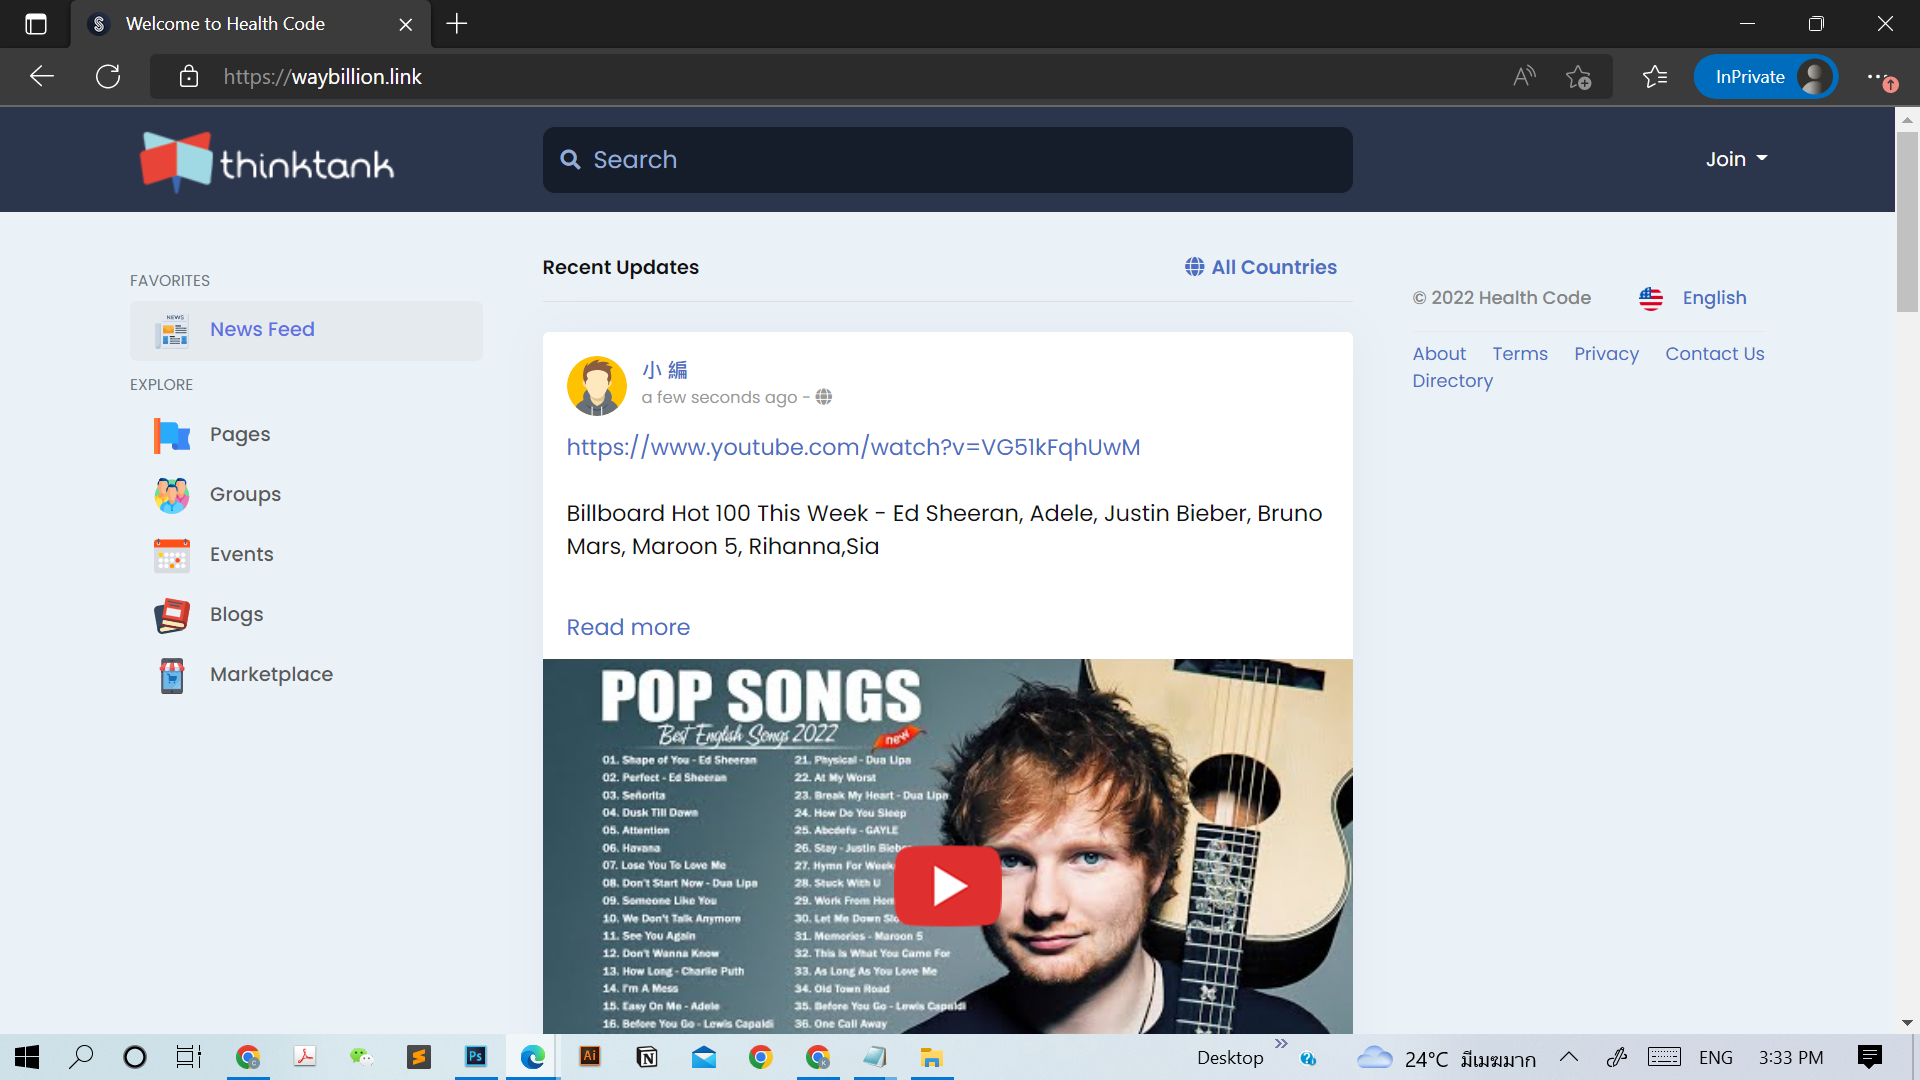 Welcome to Health Code
https://waybillion.link
InPrivate
thinktank
Search
Join
FAVORITES
News Feed
EXPLORE
Pages
Groups
Events
Blogs
Marketplace
Recent Updates
All Countries
小 編
a few seconds ago -
https://www.youtube.com/watch?v=VG51kFqhUwM
Billboard Hot 100 This Week - Ed Sheeran, Adele, Justin Bieber, Bruno
Mars, Maroon 5, Rihanna,Sia
Read more
POP SONGS
Best English Songs 2022
new
01. Shape of You - Ed Sheeran
02. Perfect - Ed Sheeran
03. Señorita
04. Dusk Till Dawn
05. Attention
06. Havana
07. Lose You To Love Me
08. Don't Start Now - Dua Lipa
09. Someone Like You
10. We Don't Talk Anymore
11. See You Again
12. Don't Wanna Know
13. How Long - Charlie Puth
14. I'm A Mess
15. Easy On Me - Adele
16. Before You Go - Lewis Capaldi
21. Physical - Dua Lipa
22. At My Worst
23. Break My Heart - Dua Lipa
24. How Do You Sleep
25. Abcdefu - GAYLE
26. Stay - Justin
27. Hymn For
28. Stuck With U
29. Work From
30. Let Me Down
31. Memories - Maroon 5
32. This Is What You Came For
33. As Long As You Love Me
34. Old Town Road
35. Before You Go - Lewis Capaldi
36. One Call Away
© 2022 Health Code
English
About Terms Privacy Contact Us
Directory
Desktop
24°C มีเมฆมาก
ENG
3:33 PM